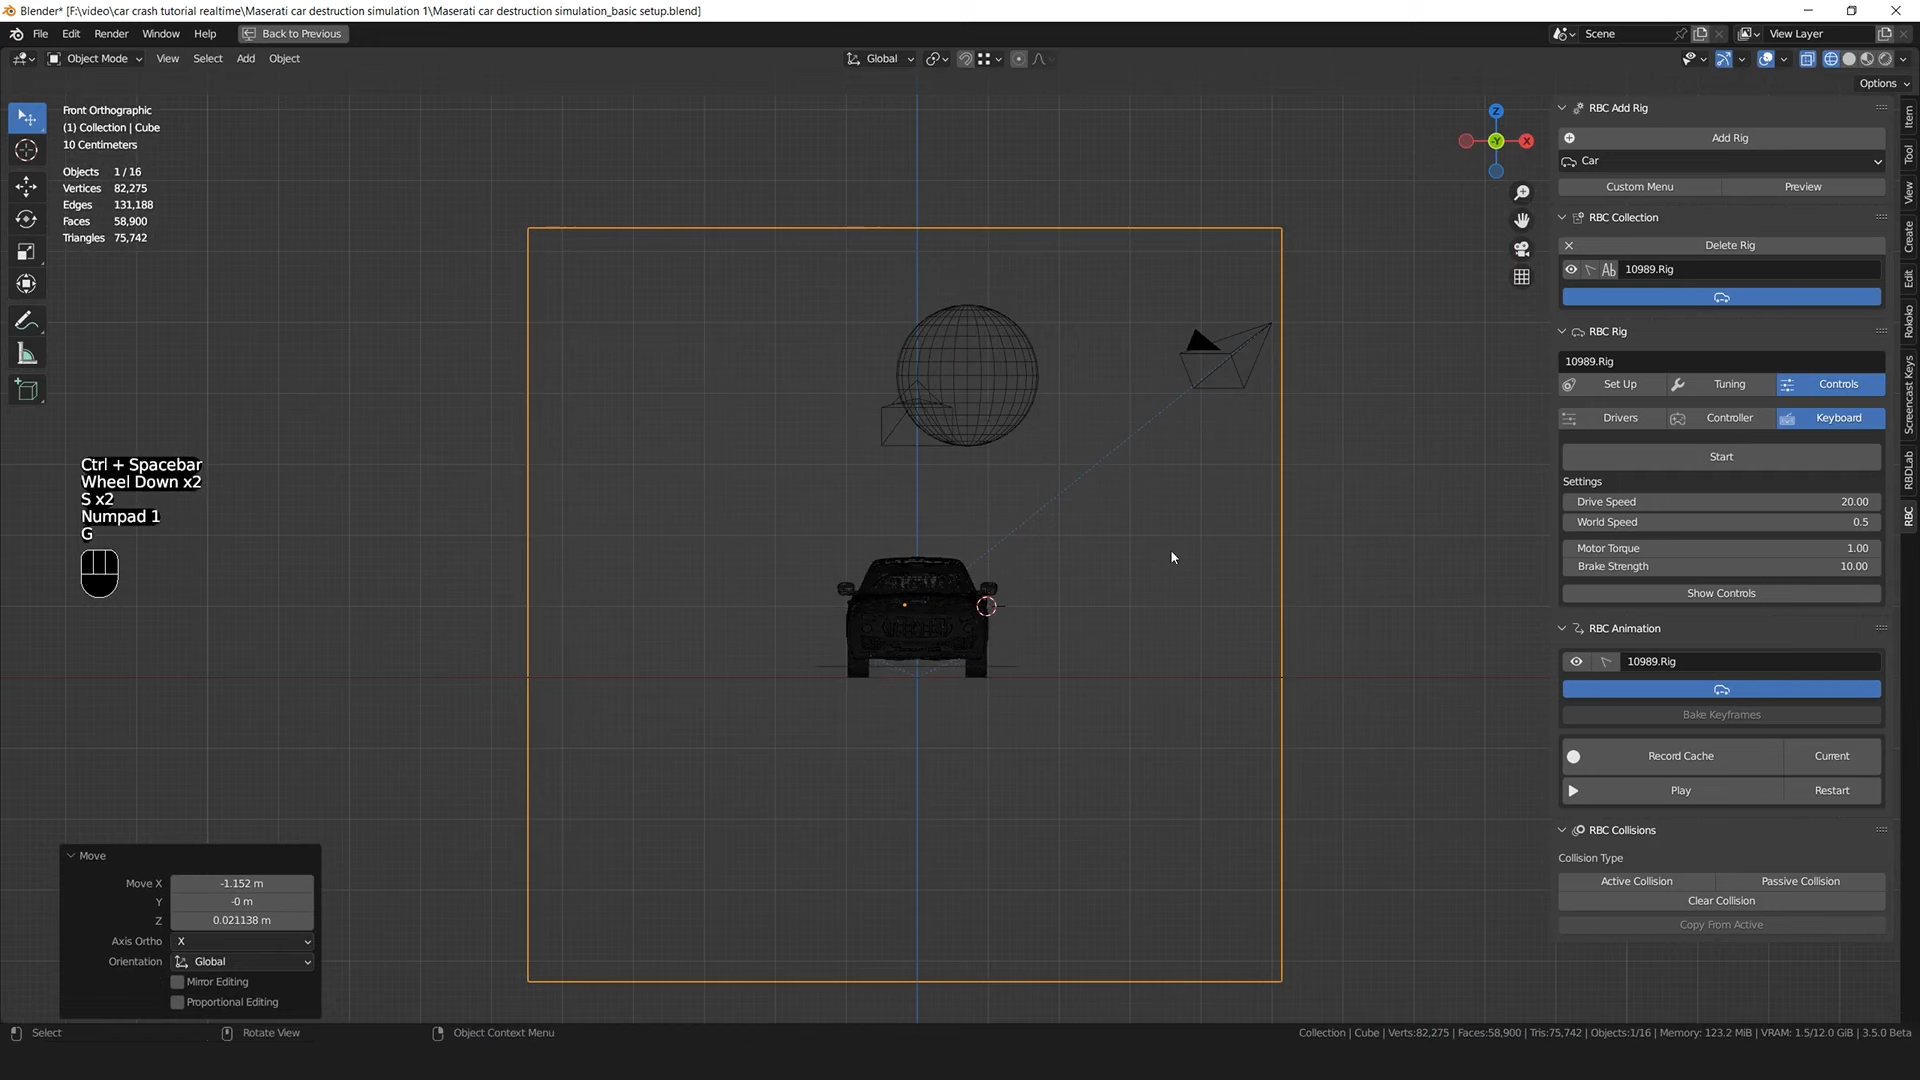 Blender* [F:\video\car crash tutorial realtime\Maserati car destruction simulation 1\Maserati car destruction simulation_basic setup.blend]
File Edit Render Window Help Back to Previous
Scene
View Layer
Object Mode View Select Add Object
Global
Options
Front Orthographic
(1) Collection | Cube
10 Centimeters
Objects 1 / 16
Vertices 82,275
Edges 131,188
Faces 58,900
Triangles 75,742
Z
X
-Y
Ctrl + Spacebar
Wheel Down x2
S x2
Numpad 1
G
RBC Add Rig
Add Rig
Car
Custom Menu Preview
RBC Collection
Delete Rig
10989.Rig
RBC Rig
10989.Rig
Set Up Tuning Controls
Drivers Controller Keyboard
Start
Settings
Drive Speed 20.00
World Speed 0.5
Motor Torque 1.00
Brake Strength 10.00
Show Controls
RBC Animation
10989.Rig
Bake Keyframes
Record Cache Current
Play Restart
RBC Collisions
Collision Type
Active Collision Passive Collision
Clear Collision
Copy From Active
Item
Tool
View
Create
Edit
Rokoko
Screencast Keys
RBDLab
RBC
Move
Move X -1.152 m
Y -0 m
Z 0.021138 m
Axis Ortho X
Orientation Global
Mirror Editing
Proportional Editing
Select Rotate View Object Context Menu
Collection | Cube | Verts:82,275 | Faces:58,900 | Tris:75,742 | Objects:1/16 | Memory: 123.2 MiB | VRAM: 1.5/12.0 GiB | 3.5.0 Beta